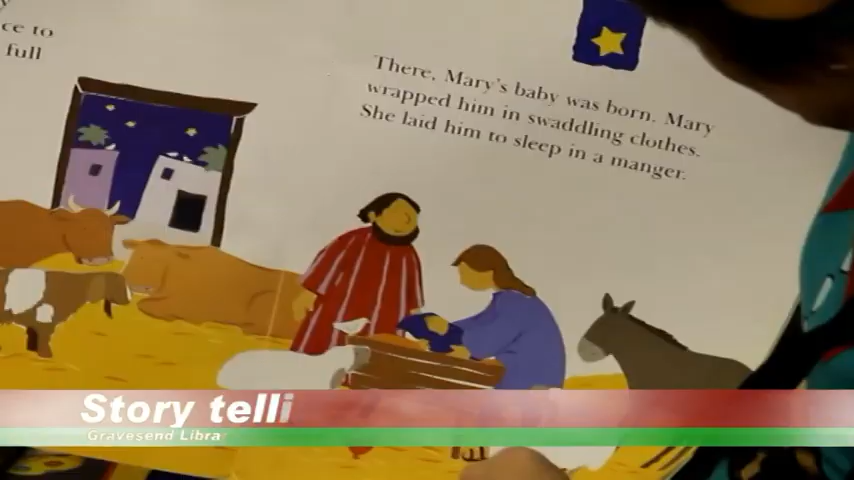 ce to
full
There, Mary's baby was born. Mary
wrapped him in swaddling clothes.
She laid him to sleep in a manger.
Story telli
Gravesend Libra